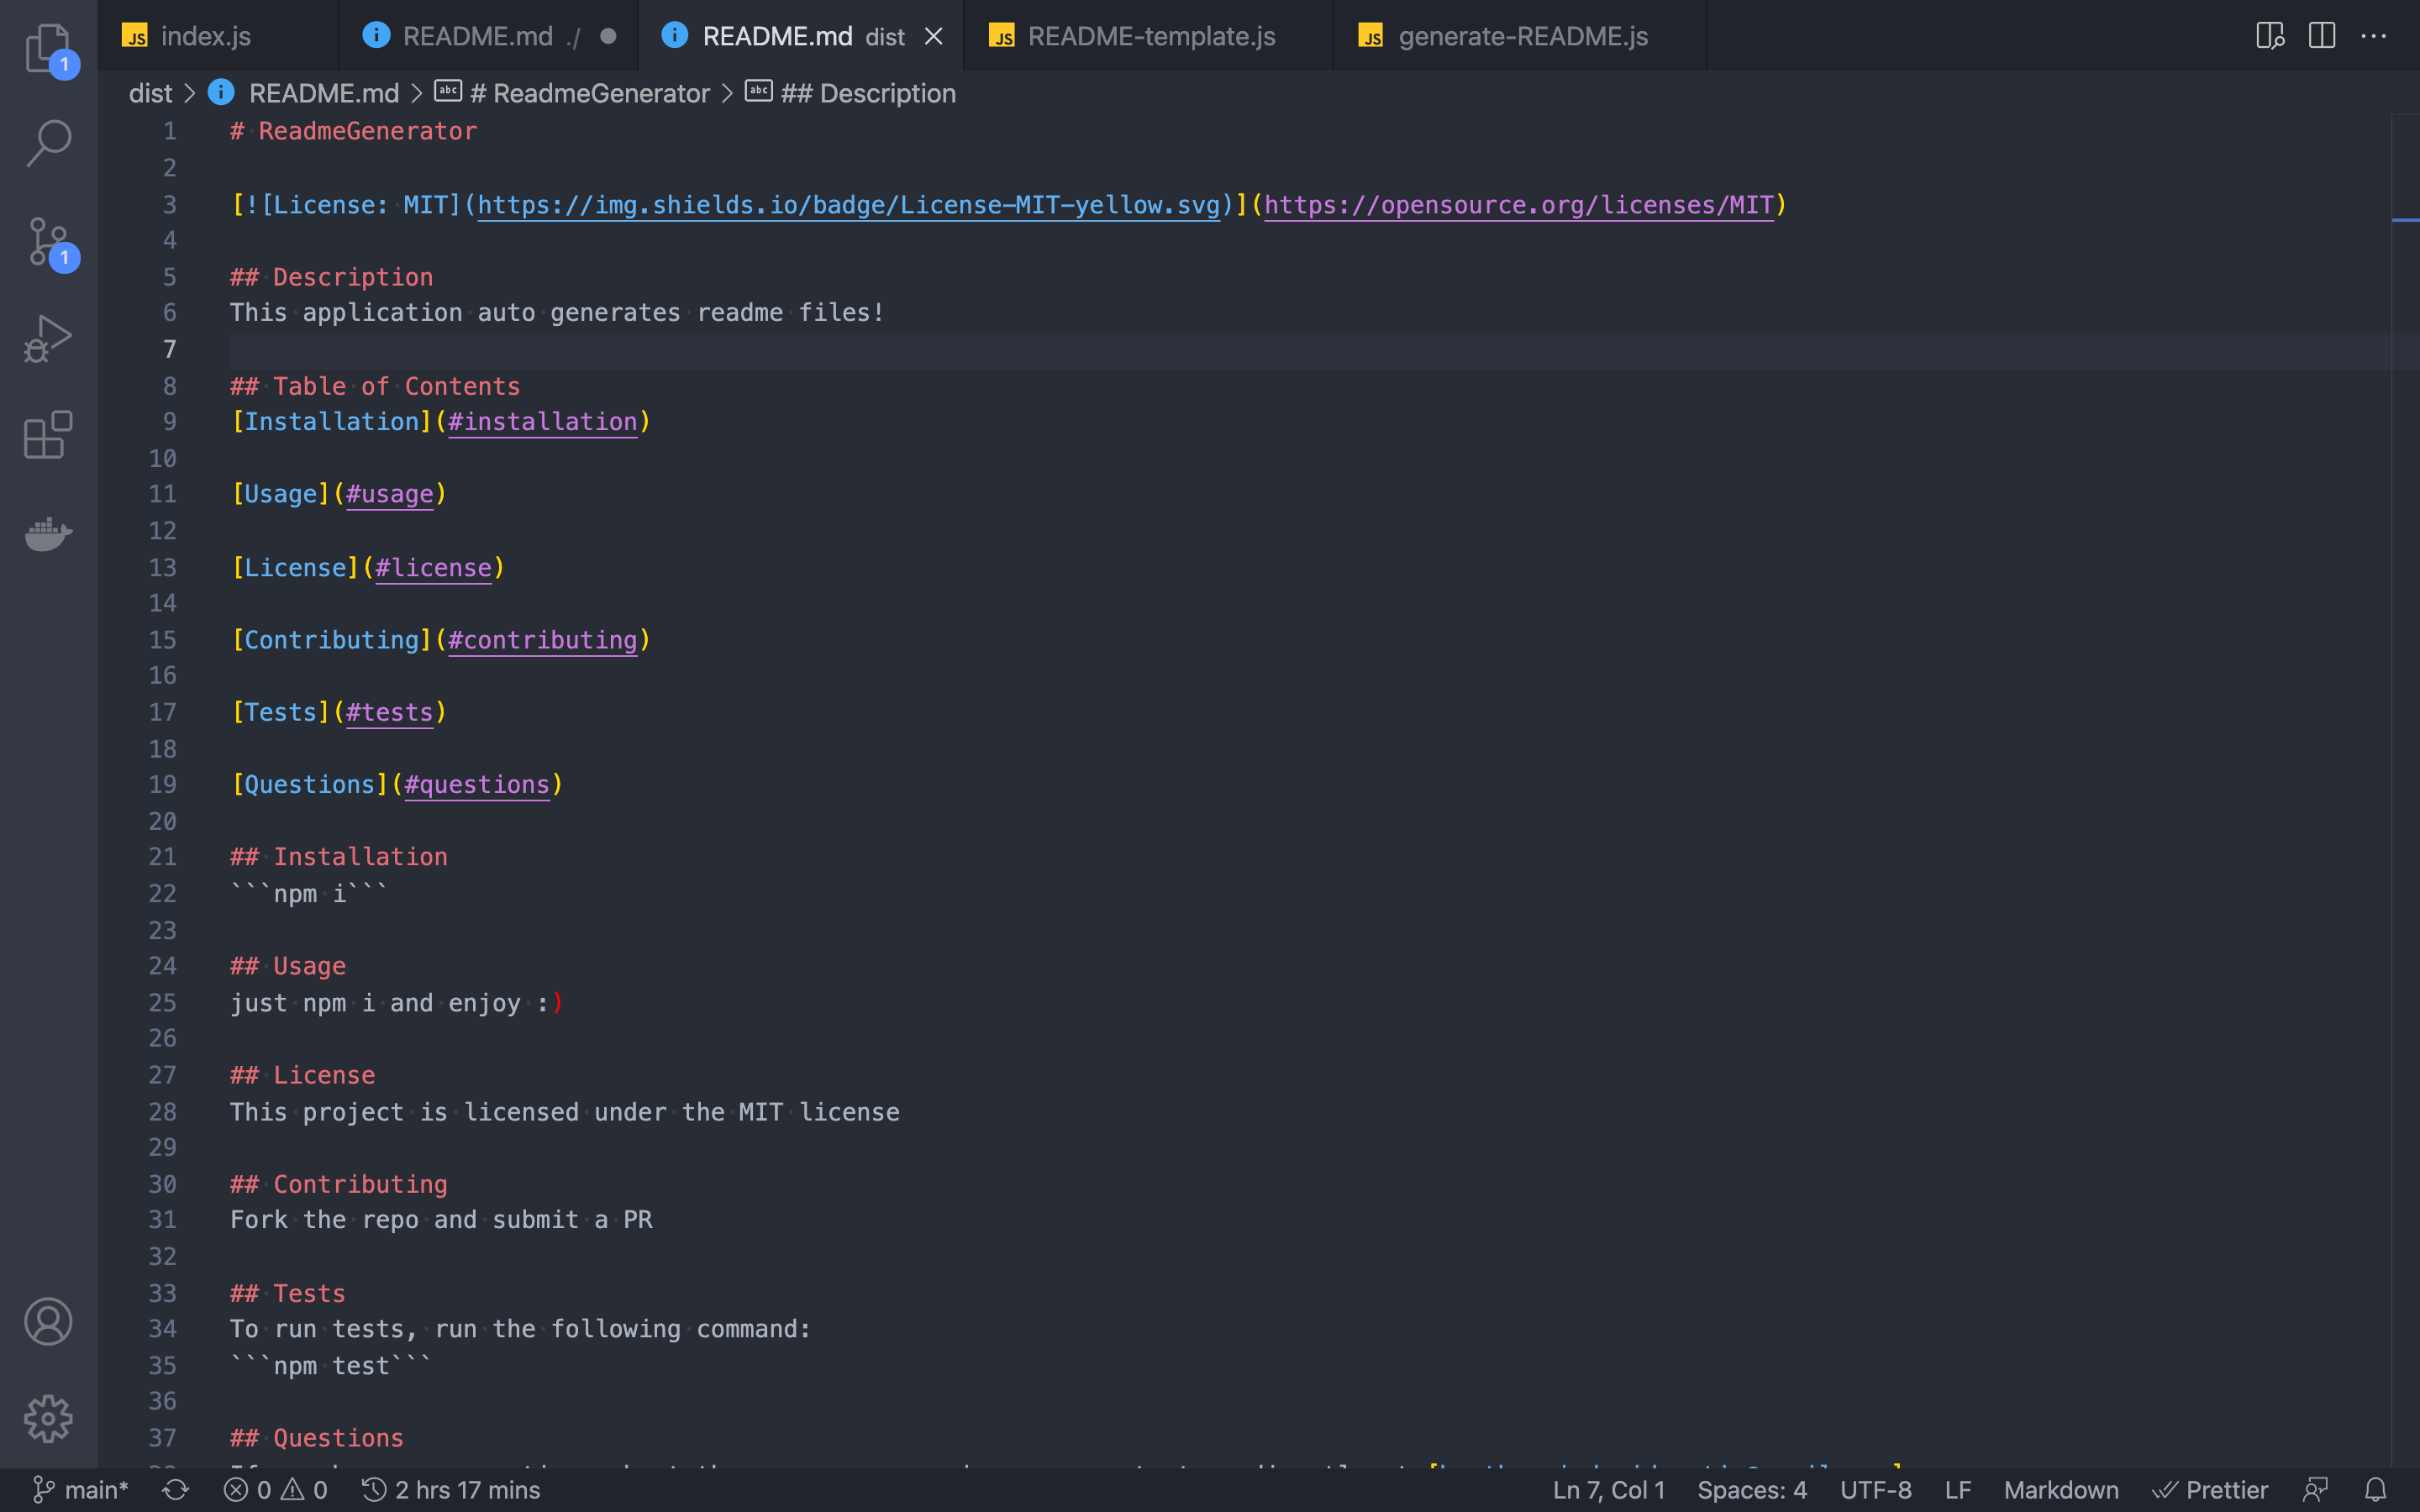 JS index.js
README.md ./
README.md dist
JS README-template.js
JS generate-README.js
1
dist > README.md > abc # ReadmeGenerator > abc ## Description
1 # ReadmeGenerator
2
3 [![License: MIT](https://img.shields.io/badge/License-MIT-yellow.svg)](https://opensource.org/licenses/MIT)
4
1
5 ## Description
6 This application auto generates readme files!
7
8 ## Table of Contents
9 [Installation](#installation)
10
11 [Usage](#usage)
12
13 [License](#license)
14
15 [Contributing](#contributing)
16
17 [Tests](#tests)
18
19 [Questions](#questions)
20
21 ## Installation
22 ```npm i```
23
24 ## Usage
25 just npm i and enjoy :)
26
27 ## License
28 This project is licensed under the MIT license
29
30 ## Contributing
31 Fork the repo and submit a PR
32
33 ## Tests
34 To run tests, run the following command:
35 ```npm test```
36
37 ## Questions
main* 0 0 2 hrs 17 mins Ln 7, Col 1 Spaces: 4 UTF-8 LF Markdown Prettier